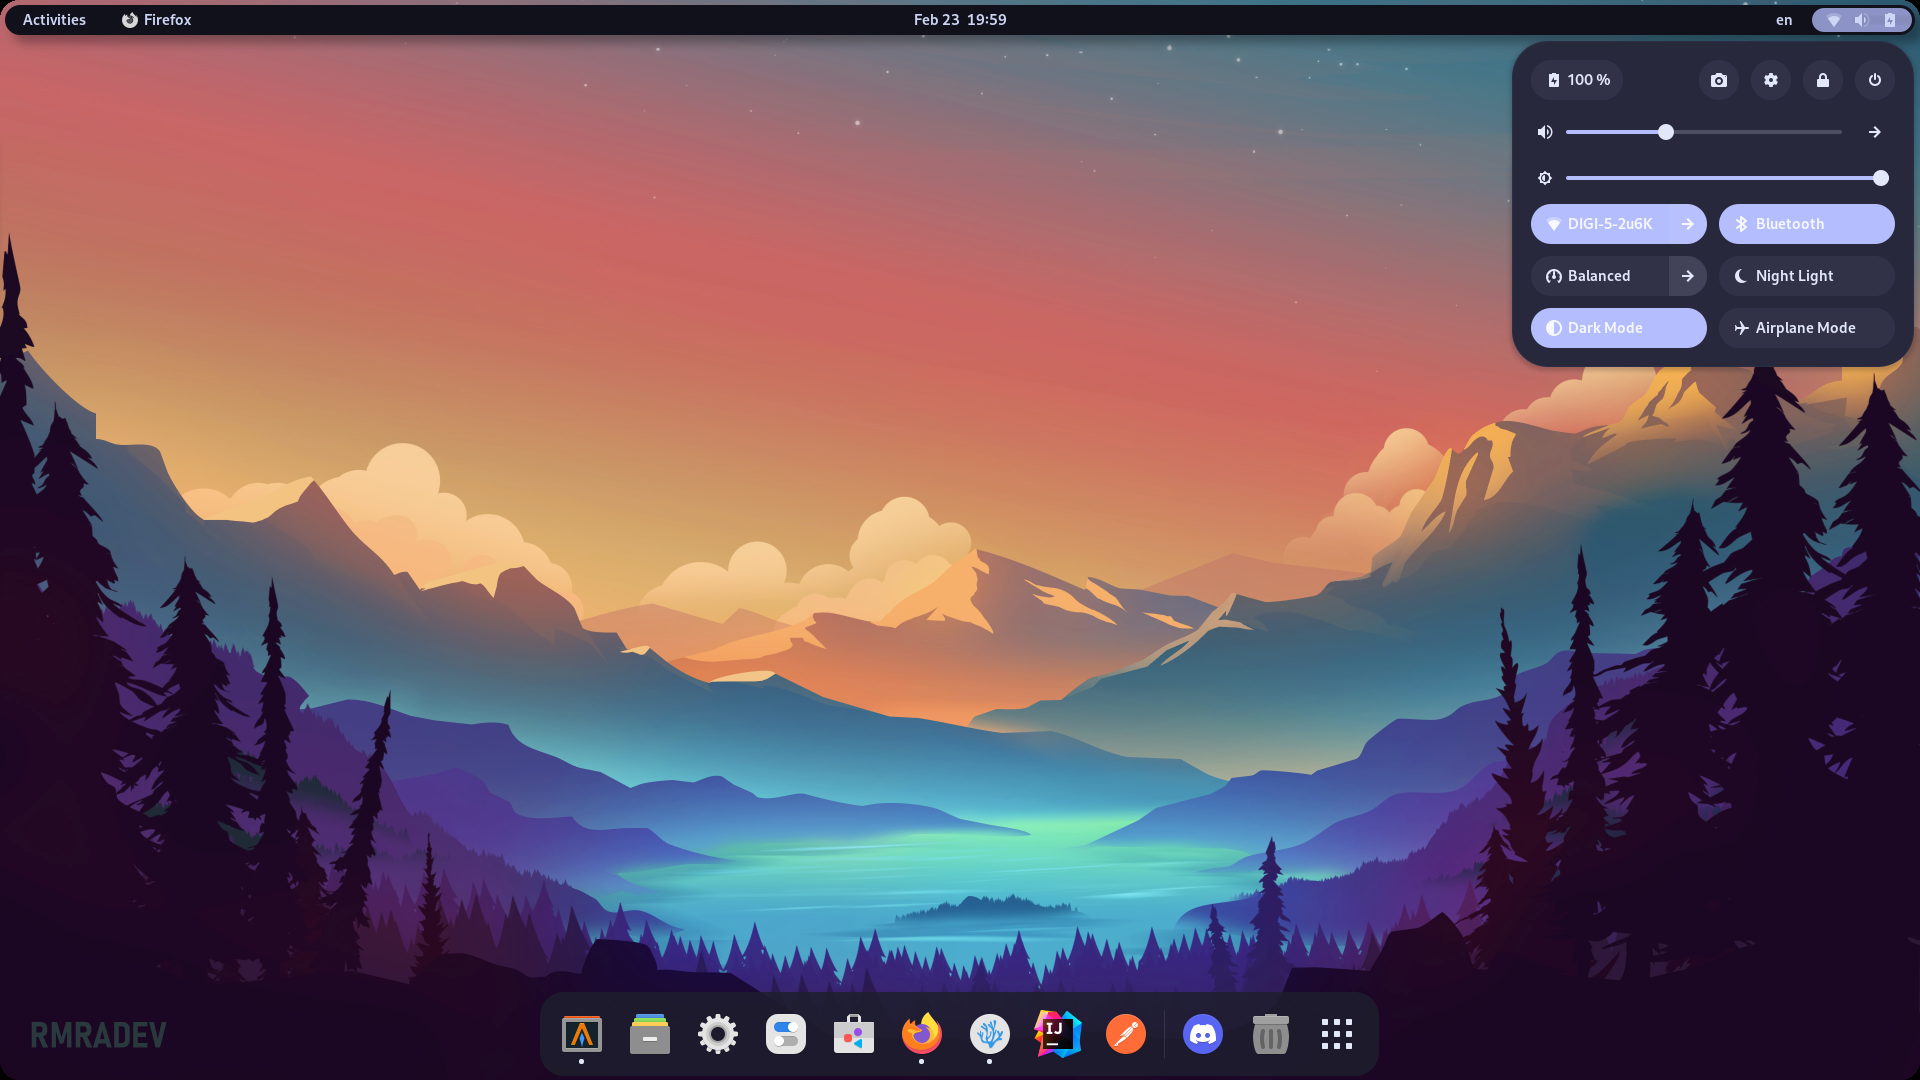 Activities Firefox Feb 23 19:59 en
100 %
DIGI-5-2u6K Bluetooth
Balanced Night Light
Dark Mode Airplane Mode
IJ
RMRADEV